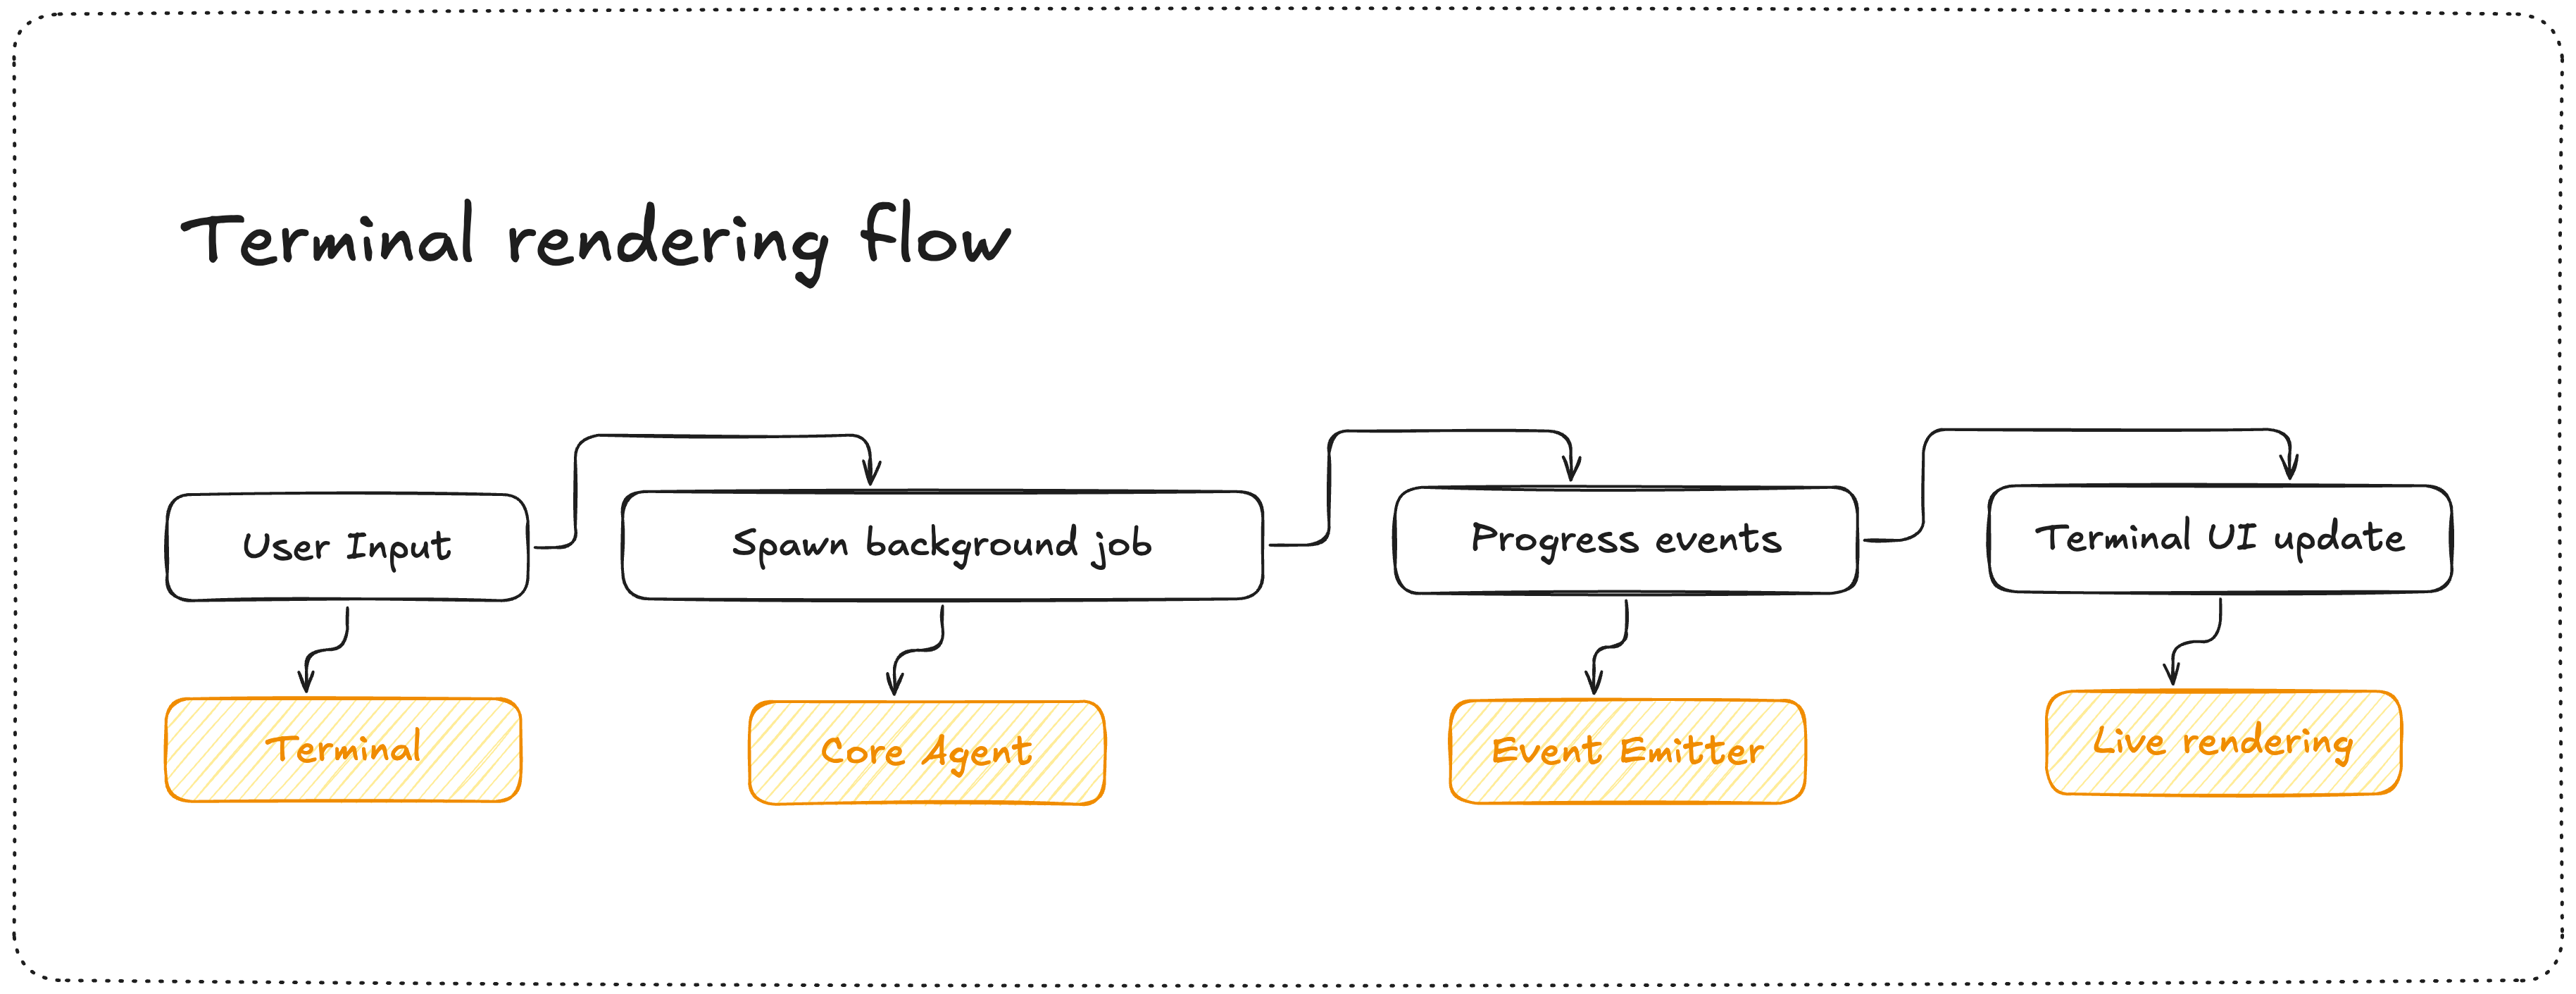 Terminal rendering flow
User Input
Spawn background job
Progress events
Terminal UI update
Terminal
Core Agent
Event Emitter
Live rendering